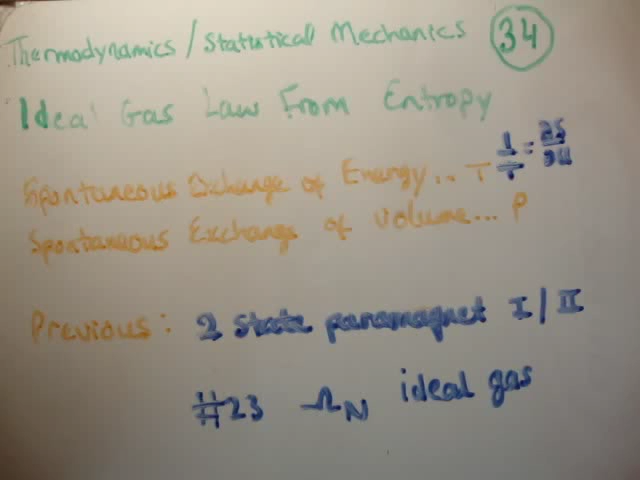 Thermodynamics / Statistical Mechanics 34
Ideal Gas Law From Entropy
Spontaneous Exchange of Energy... T 1/T = ∂S/∂U
Spontaneous Exchange of volume... P
Previous: 2 state paramagnet I / II
#23 Ω_N ideal gas